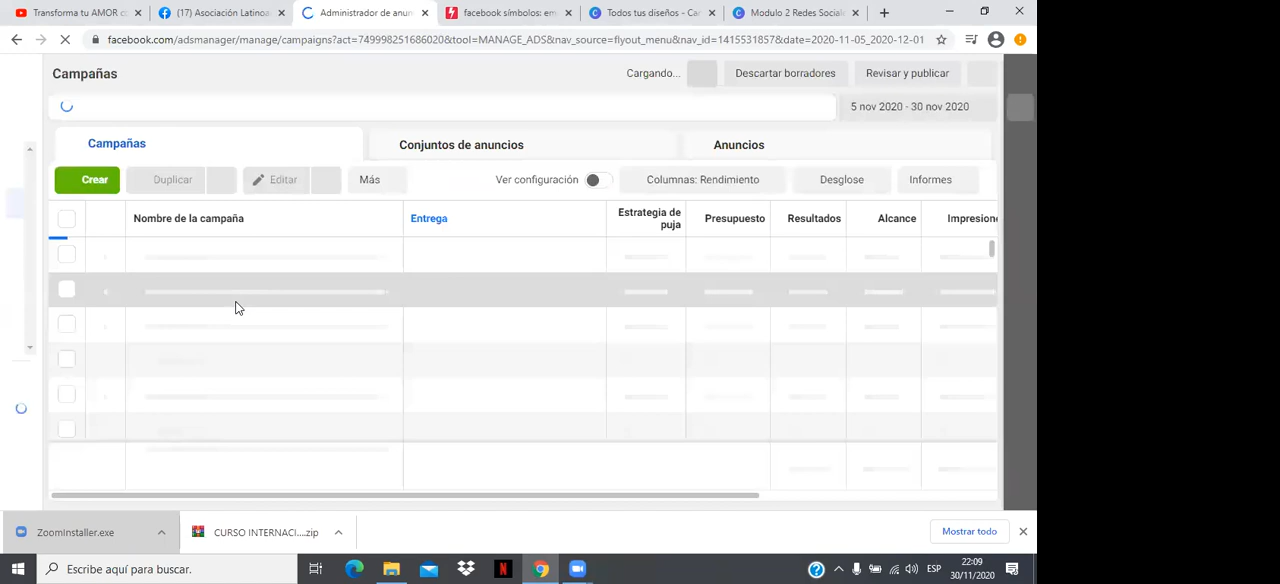 Transforma tu AMOR c
(17) Asociación Latinoa
Administrador de anun
facebook símbolos: em
Todos tus diseños - Ca
Modulo 2 Redes Sociale
facebook.com/adsmanager/manage/campaigns?act=749998251686020&tool=MANAGE_ADS&nav_source=flyout_menu&nav_id=1415531857&date=2020-11-05_2020-12-01
Campañas
Cargando...
Descartar borradores
Revisar y publicar
5 nov 2020 - 30 nov 2020
Campañas
Conjuntos de anuncios
Anuncios
Crear
Duplicar
Editar
Más
Ver configuración
Columnas: Rendimiento
Desglose
Informes
Nombre de la campaña
Entrega
Estrategia de
puja
Presupuesto
Resultados
Alcance
Impresione
ZoomInstaller.exe
CURSO INTERNACI....zip
Mostrar todo
Escribe aquí para buscar.
ESP
22:09
30/11/2020